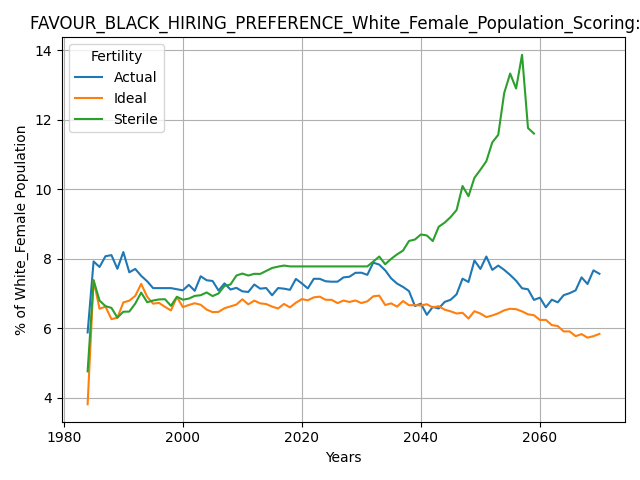 FAVOUR_BLACK_HIRING_PREFERENCE_White_Female_Population_Scoring:
Fertility
Actual
Ideal
Sterile
% of White_Female Population
14
12
10
8
6
4
1980
2000
2020
2040
2060
Years